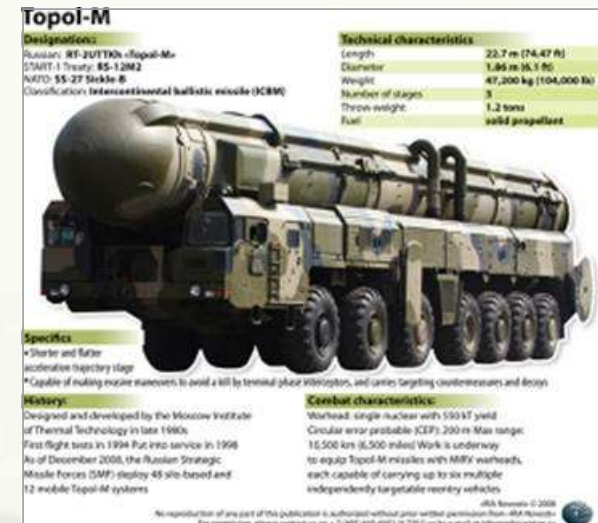 Topol-M
Designation:
Russian: RT-2UTTKh «Topol-M»
START-1 Treaty: RS-12M2
NATO: SS-27 Sickle-B
Classification: Intercontinental ballistic missile (ICBM)
Technical characteristics
Length 22.7 m (74.47 ft)
Diameter 1.86 m (6.1 ft)
Weight 47,200 kg (104,000 lb)
Number of stages 3
Throw-weight 1.2 tons
Fuel solid propellant
Specifics
• Shorter and flatter
acceleration trajectory stage
• Capable of making evasive maneuvers to avoid a kill by terminal phase interceptors, and carries targeting countermeasures and decoys
History:
Designed and developed by the Moscow Institute
of Thermal Technology in late 1980s
First flight tests in 1994 Put into service in 1998
As of December 2008, the Russian Strategic
Missile Forces (SMF) deploy 48 silo-based and
12 mobile Topol-M systems
Combat characteristics:
Warhead: single nuclear with 550 kT yield
Circular error probable (CEP): 200 m Max range:
10,500 km (6,500 miles) Work is underway
to equip Topol-M missiles with MIRV warheads,
each capable of carrying up to six multiple
independently targetable reentry vehicles
«RIA Novosti» © 2008
No reproduction of any part of this publication is authorized without prior written permission from «RIA Novosti»